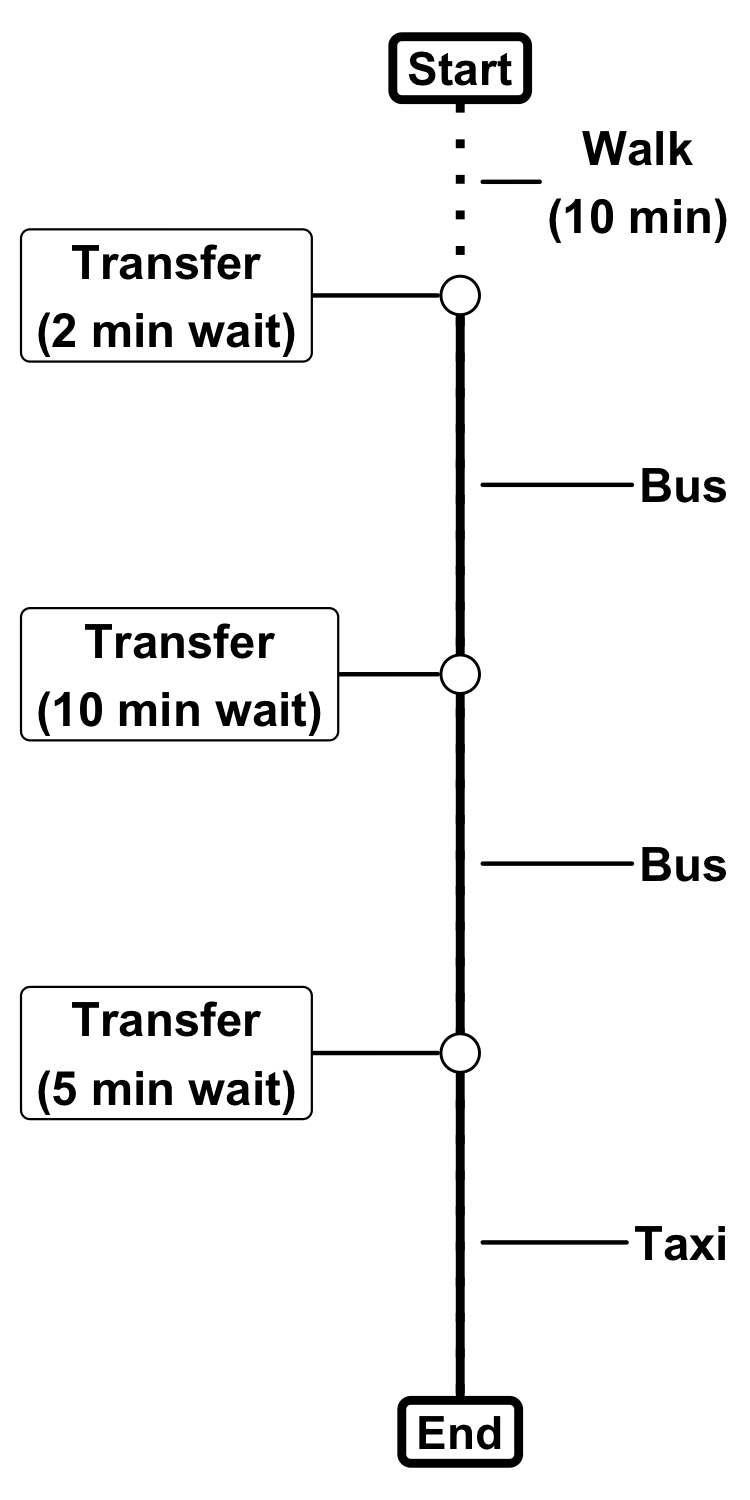 Start
Walk
(10 min)
Transfer
(2 min wait)
Bus
Transfer
(10 min wait)
Bus
Transfer
(5 min wait)
Taxi
End